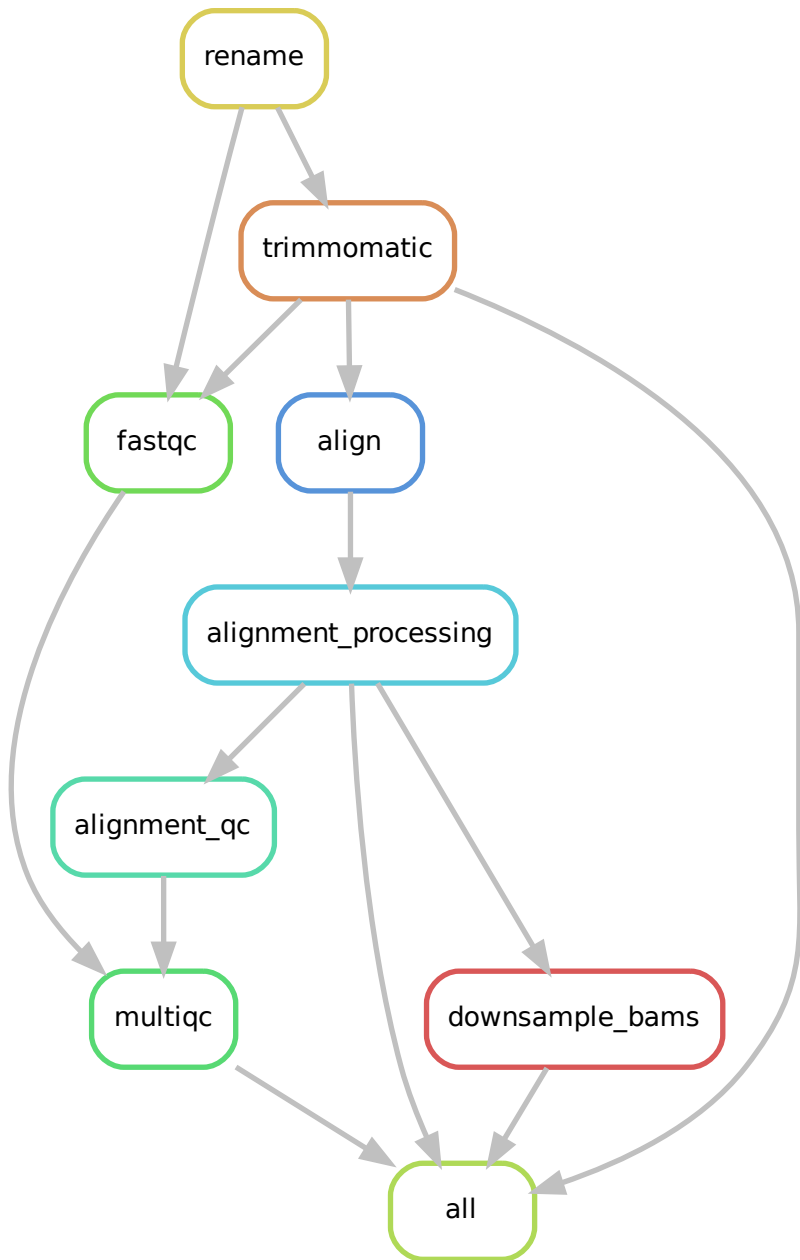 rename
trimmomatic
fastqc
align
alignment_processing
alignment_qc
multiqc
downsample_bams
all